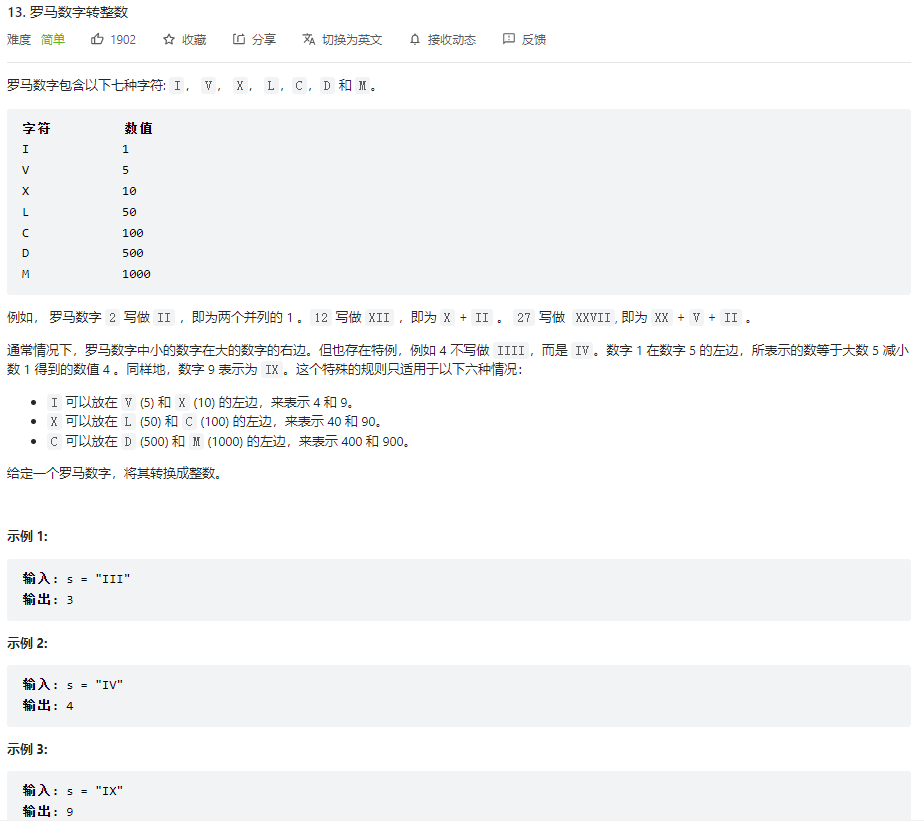 13. 罗马数字转整数
难度 简单 1902 收藏 分享 切换为英文 接收动态 反馈
罗马数字包含以下七种字符: I， V， X， L，C，D 和 M。
字符 数值
I 1
V 5
X 10
L 50
C 100
D 500
M 1000
例如， 罗马数字 2 写做 II ，即为两个并列的 1 。12 写做 XII ，即为 X + II 。 27 写做 XXVII, 即为 XX + V + II 。
通常情况下，罗马数字中小的数字在大的数字的右边。但也存在特例，例如 4 不写做 IIII，而是 IV。数字 1 在数字 5 的左边，所表示的数等于大数 5 减小
数 1 得到的数值 4 。同样地，数字 9 表示为 IX。这个特殊的规则只适用于以下六种情况：
• I 可以放在 V (5) 和 X (10) 的左边，来表示 4 和 9。
• X 可以放在 L (50) 和 C (100) 的左边，来表示 40 和 90。
• C 可以放在 D (500) 和 M (1000) 的左边，来表示 400 和 900。
给定一个罗马数字，将其转换成整数。
示例 1:
输入: s = "III"
输出: 3
示例 2:
输入: s = "IV"
输出: 4
示例 3:
输入: s = "IX"
输出: 9